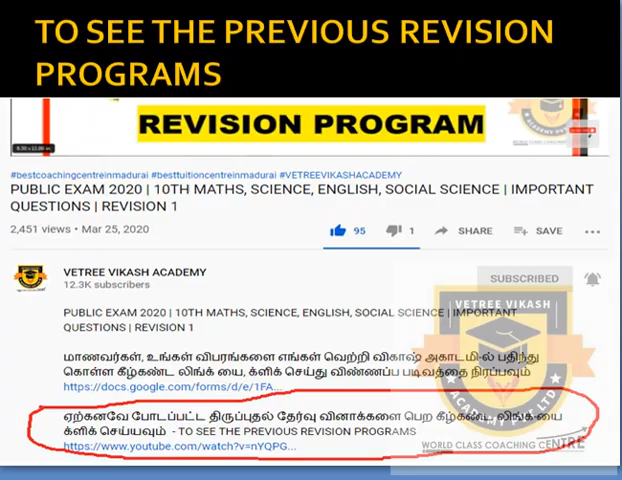 TO SEE THE PREVIOUS REVISION
PROGRAMS
REVISION PROGRAM
#bestcoachingcentreinmadurai #besttuitioncentreinmadurai #VETREEVIKASHACADEMY
PUBLIC EXAM 2020 | 10TH MATHS, SCIENCE, ENGLISH, SOCIAL SCIENCE | IMPORTANT
QUESTIONS | REVISION 1
2,451 views • Mar 25, 2020
95
1
SHARE
SAVE
VETREE VIKASH ACADEMY
12.3K subscribers
SUBSCRIBED
PUBLIC EXAM 2020 | 10TH MATHS, SCIENCE, ENGLISH, SOCIAL SCIENCE | IMPORTANT
QUESTIONS | REVISION 1
மாணவர்கள், உங்கள் விபரங்களை எங்கள் வெற்றி விகாஷ் அகாடமி-ல் பதிந்து
கொள்ள கீழ்கண்ட லிங்க் யை, க்ளிக் செய்து விண்ணப்ப படிவத்தை நிரப்பவும்
https://docs.google.com/forms/d/e/1FA...
ஏற்கனவே போடப்பட்ட திருப்புதல் தேர்வு வினாக்களை பெற கீழ்கண்ட லிங்க்-யை
க்ளிக் செய்யவும் - TO SEE THE PREVIOUS REVISION PROGRAMS
https://www.youtube.com/watch?v=nYQPG...
VETREE VIKASH
ACADEMY PVT LTD
WORLD CLASS COACHING CENTRE